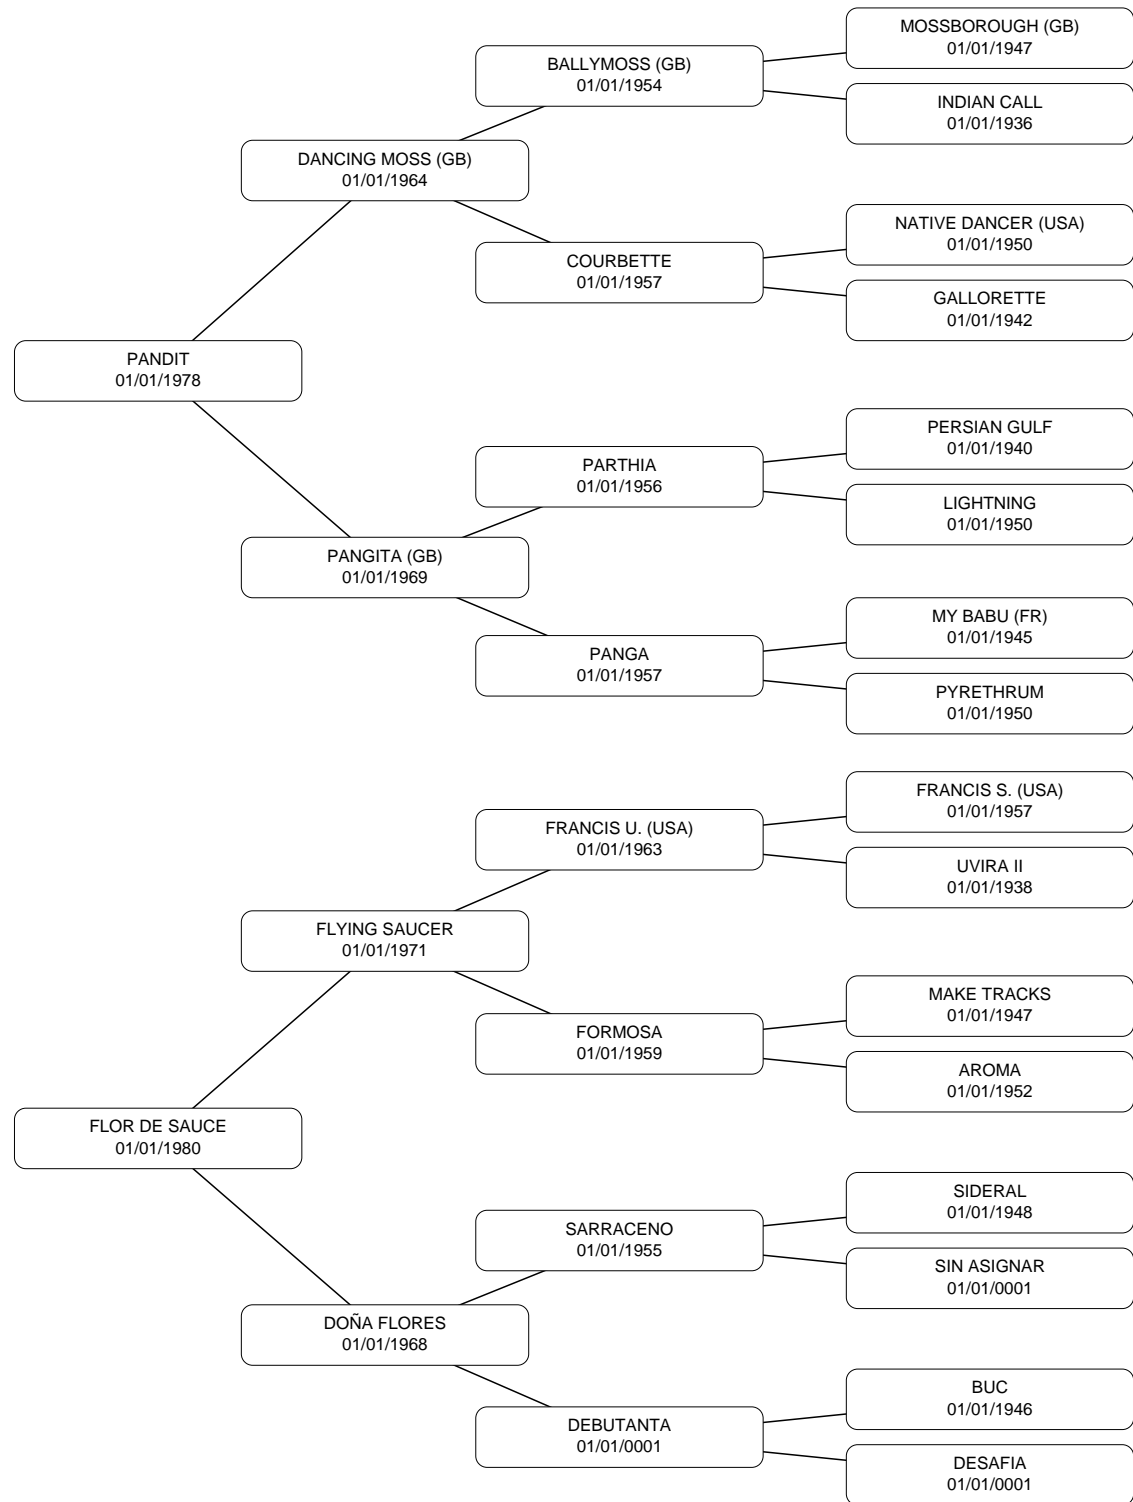 MOSSBOROUGH (GB)
01/01/1947
BALLYMOSS (GB)
01/01/1954
INDIAN CALL
01/01/1936
DANCING MOSS (GB)
01/01/1964
NATIVE DANCER (USA)
01/01/1950
COURBETTE
01/01/1957
GALLORETTE
01/01/1942
PANDIT
01/01/1978
PERSIAN GULF
01/01/1940
PARTHIA
01/01/1956
LIGHTNING
01/01/1950
PANGITA (GB)
01/01/1969
MY BABU (FR)
01/01/1945
PANGA
01/01/1957
PYRETHRUM
01/01/1950
FRANCIS S. (USA)
01/01/1957
FRANCIS U. (USA)
01/01/1963
UVIRA II
01/01/1938
FLYING SAUCER
01/01/1971
MAKE TRACKS
01/01/1947
FORMOSA
01/01/1959
AROMA
01/01/1952
FLOR DE SAUCE
01/01/1980
SIDERAL
01/01/1948
SARRACENO
01/01/1955
SIN ASIGNAR
01/01/0001
DOÑA FLORES
01/01/1968
BUC
01/01/1946
DEBUTANTA
01/01/0001
DESAFIA
01/01/0001